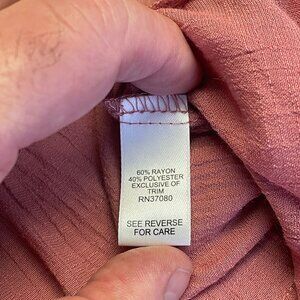 60% RAYON
40% POLYESTER
EXCLUSIVE OF
TRIM
RN37080
SEE REVERSE
FOR CARE